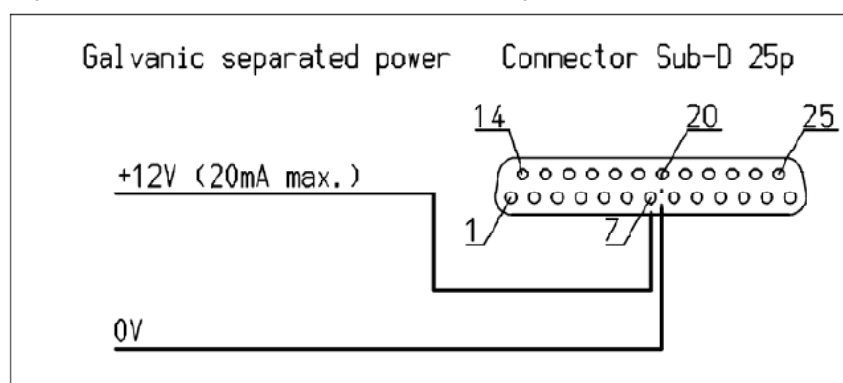 Galvanic separated power
Connector Sub-D 25p
14
20
25
+12V (20mA max.)
1
7
0V